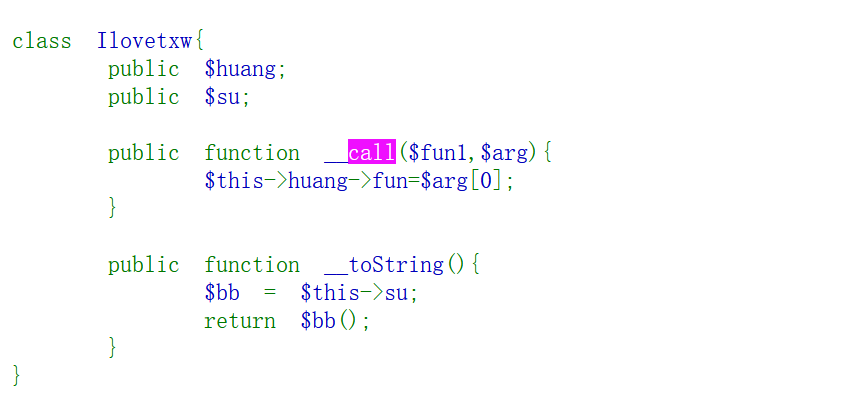 class Ilovetxw{
public $huang;
public $su;
public function __call($fun1,$arg){
$this->huang->fun=$arg[0];
}
public function __toString(){
$bb = $this->su;
return $bb();
}
}